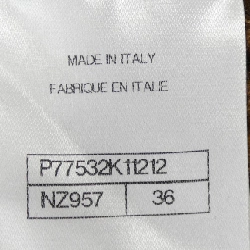 MADE IN ITALY
FABRIQUE EN ITALIE
P77532K11212
NZ957 36